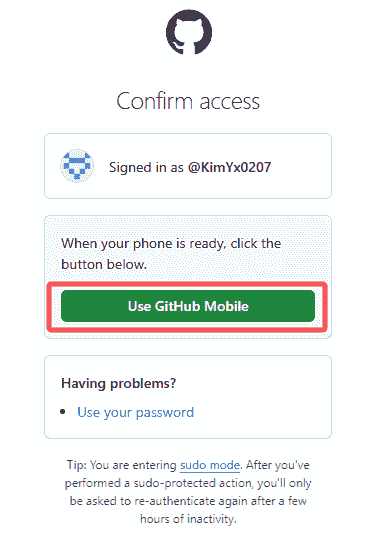 Confirm access
Signed in as @KimYx0207
When your phone is ready, click the
button below.
Use GitHub Mobile
Having problems?
• Use your password
Tip: You are entering sudo mode. After you've
performed a sudo-protected action, you'll only
be asked to re-authenticate again after a few
hours of inactivity.